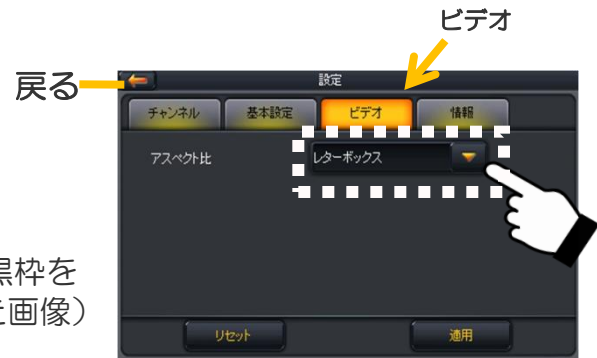 ビデオ
戻る
設定
チャンネル 基本設定 ビデオ 情報
アスペクト比 レターボックス
黒枠を
画像）
リセット 適用